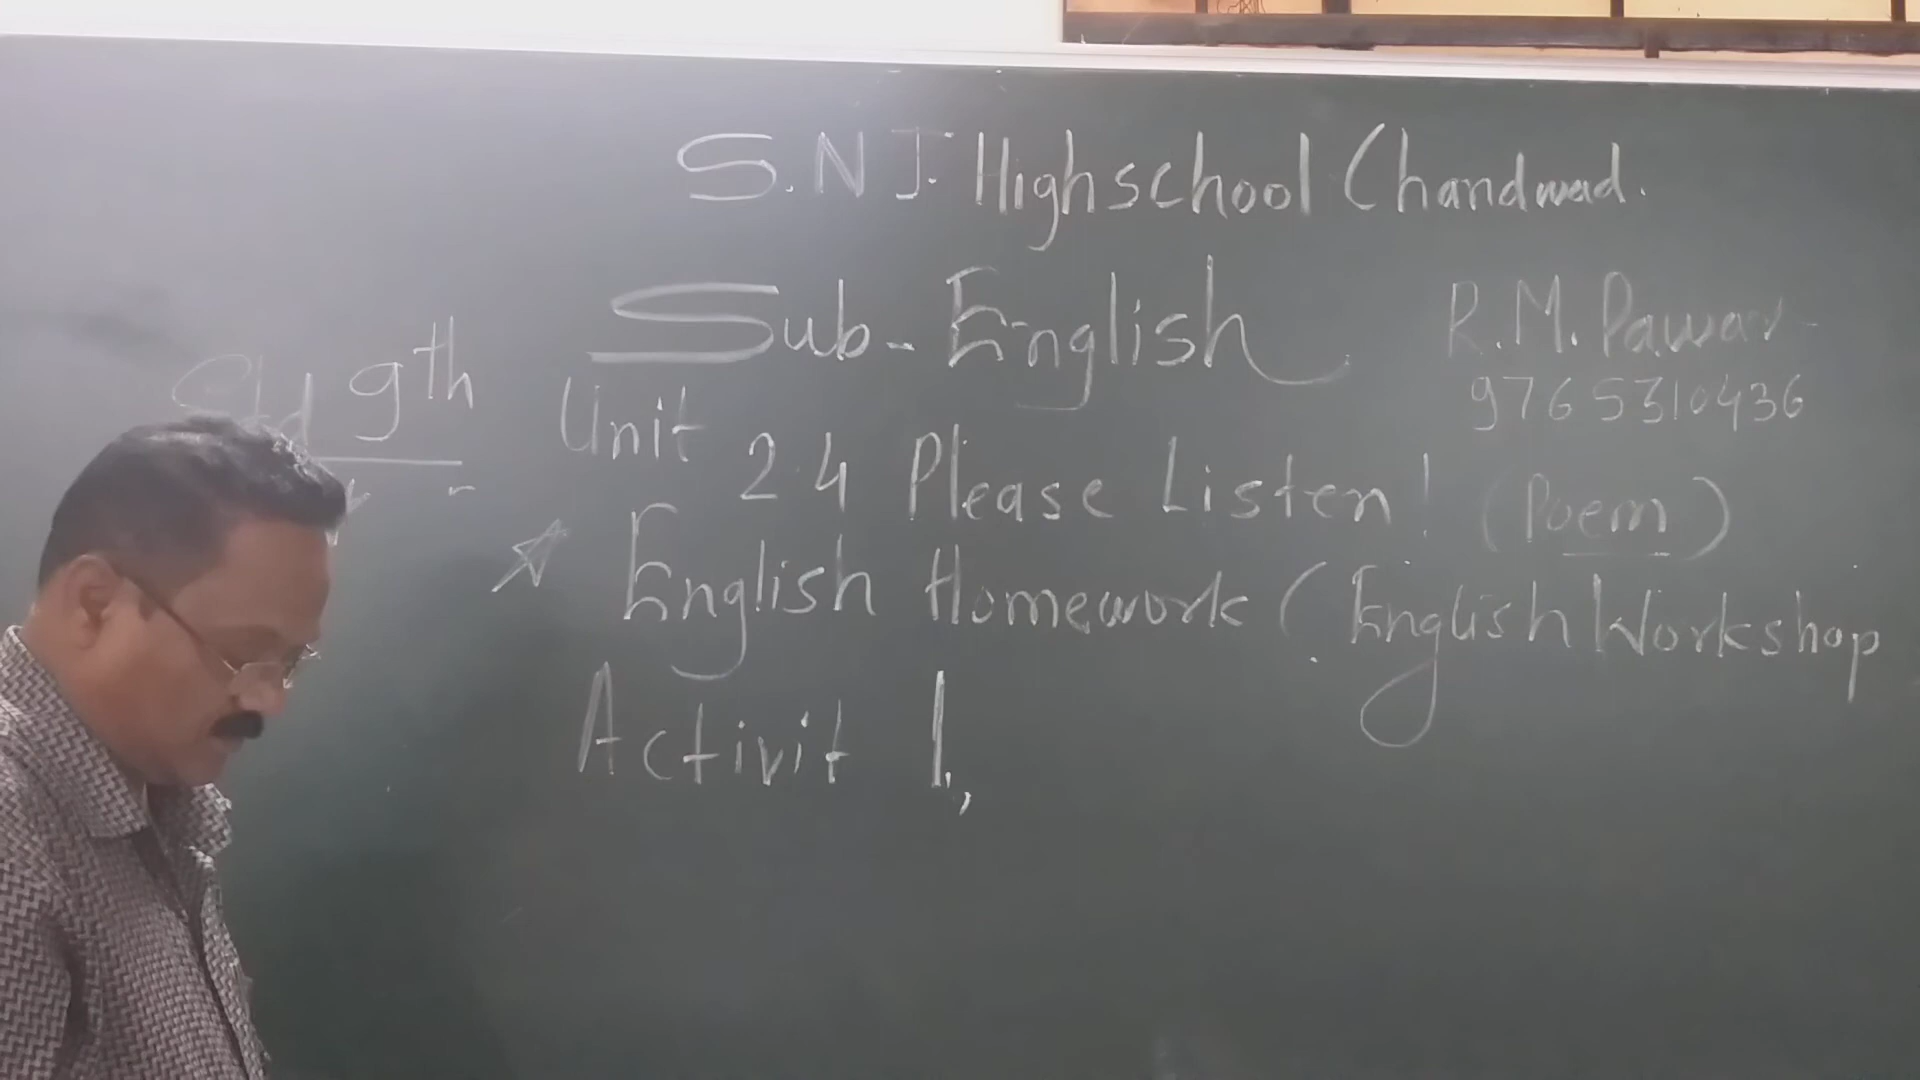 S.N J. Highschool Chandwad.
Sub- English
R.M. Pawar
9765310436
Std 9th
Unit 2.4 Please Listen! (Poem)
English Homework (English Workshop
Activit 1,